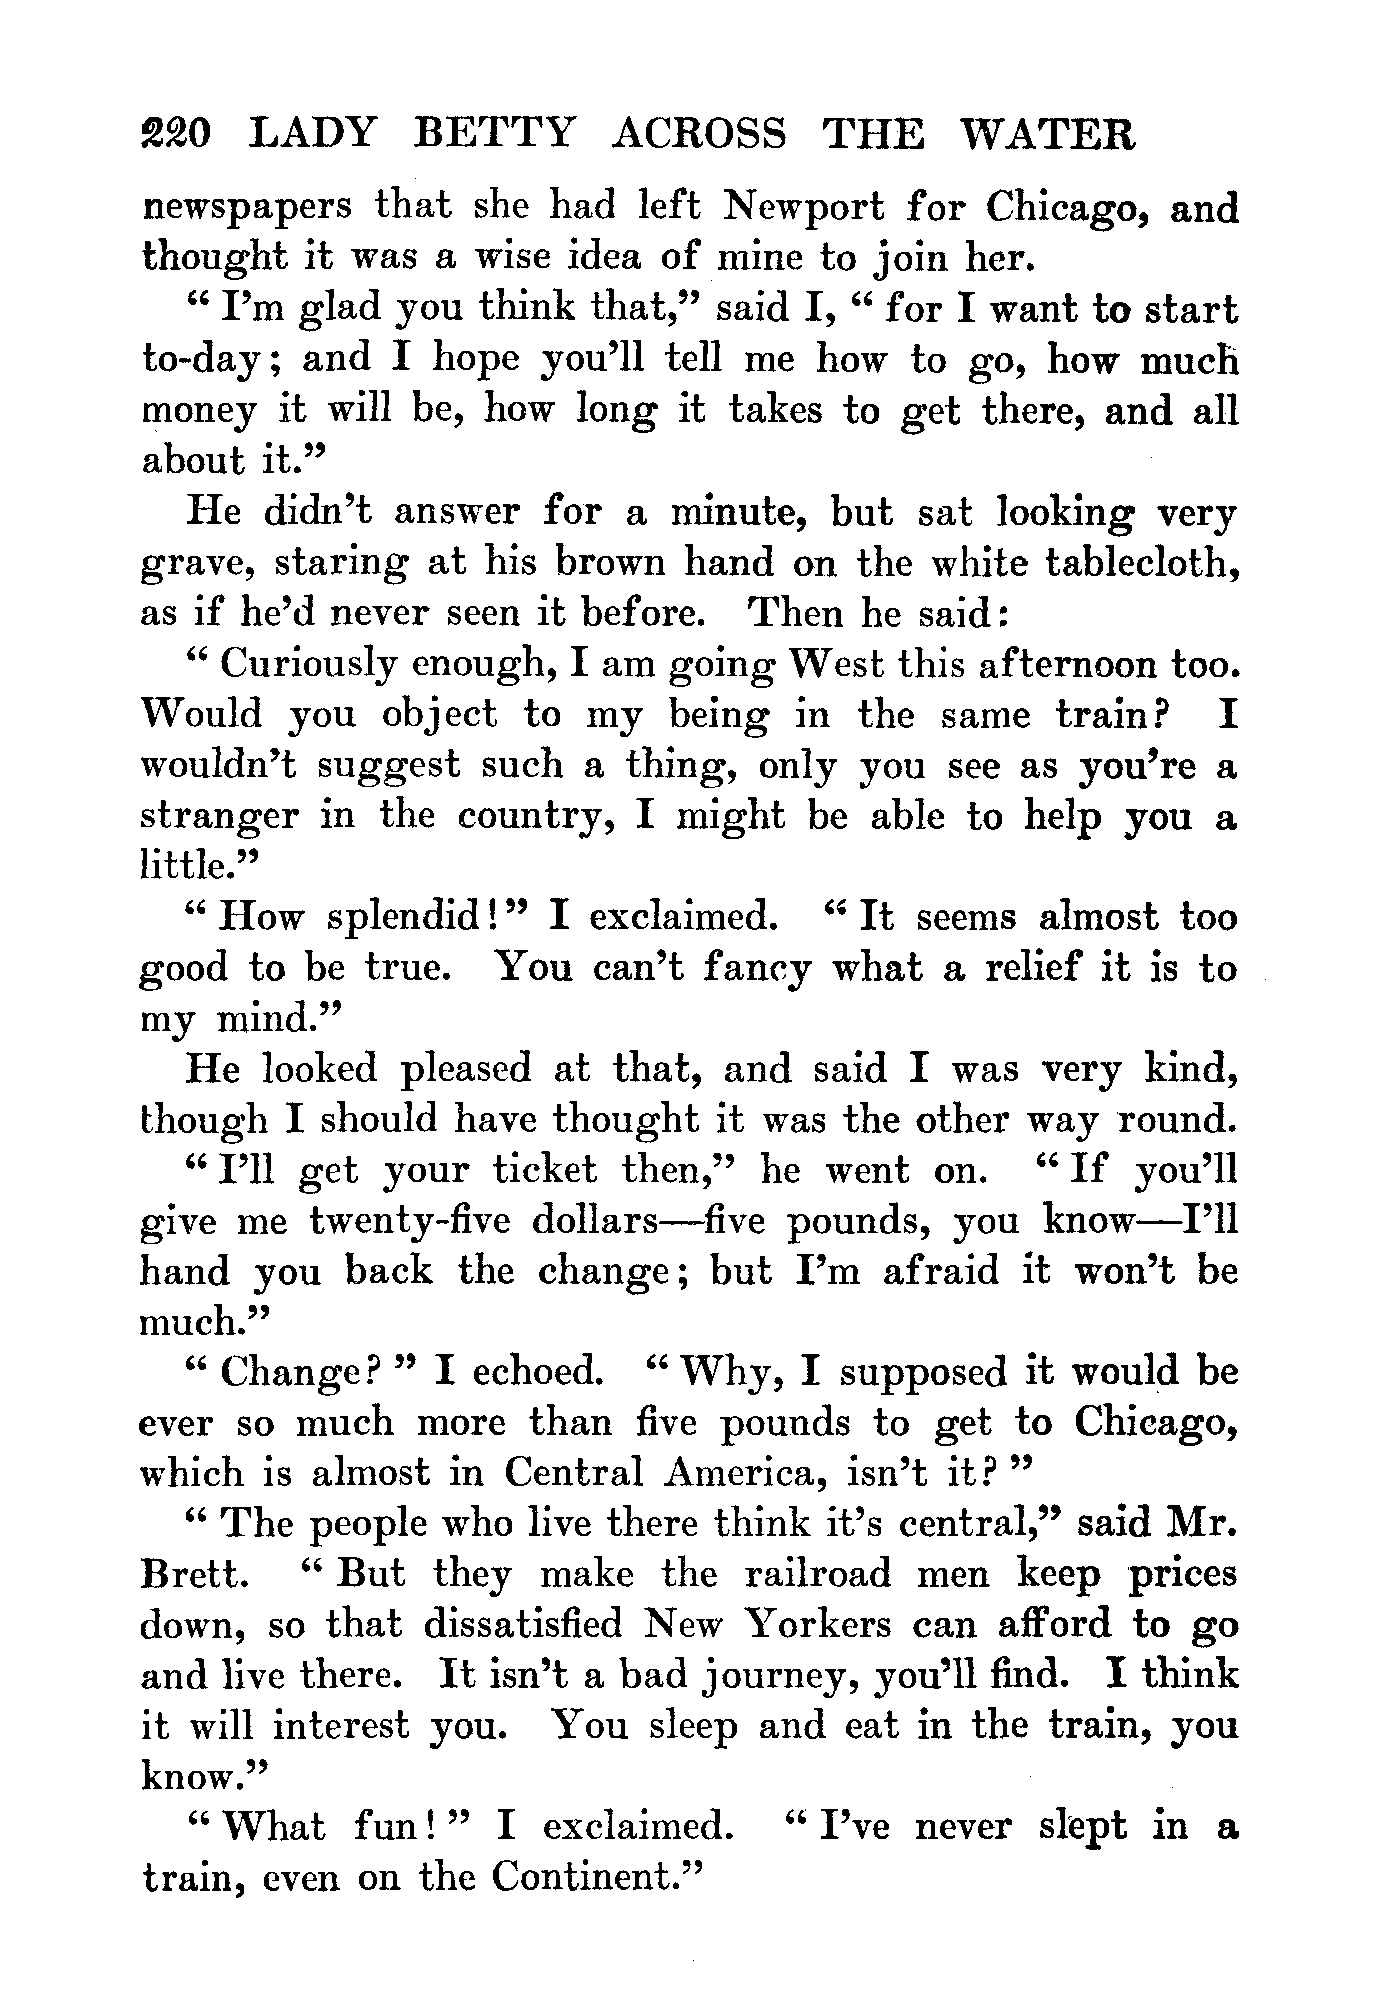 220 LADY BETTY ACROSS THE WATER
newspapers that she had left Newport for Chicago, and
thought it was a wise idea of mine to join her.
“ I’m glad you think that,” said I, “ for I want to start
to-day; and I hope you’ll tell me how to go, how much
money it will be, how long it takes to get there, and all
about it.”
He didn’t answer for a minute, but sat looking very
grave, staring at his brown hand on the white tablecloth,
as if he’d never seen it before. Then he said:
“ Curiously enough, I am going West this afternoon too.
Would you object to my being in the same train? I
wouldn’t suggest such a thing, only you see as you’re a
stranger in the country, I might be able to help you a
little.”
“ How splendid!” I exclaimed. “ It seems almost too
good to be true. You can’t fancy what a relief it is to
my mind.”
He looked pleased at that, and said I was very kind,
though I should have thought it was the other way round.
“ I’ll get your ticket then,” he went on. “ If you’ll
give me twenty-five dollars—five pounds, you know—I’ll
hand you back the change; but I’m afraid it won’t be
much.”
“ Change? ” I echoed. “ Why, I supposed it would be
ever so much more than five pounds to get to Chicago,
which is almost in Central America, isn’t it? ”
“ The people who live there think it’s central,” said Mr.
Brett. “ But they make the railroad men keep prices
down, so that dissatisfied New Yorkers can afford to go
and live there. It isn’t a bad journey, you’ll find. I think
it will interest you. You sleep and eat in the train, you
know.”
“ What fun! ” I exclaimed. “ I’ve never slept in a
train, even on the Continent.”